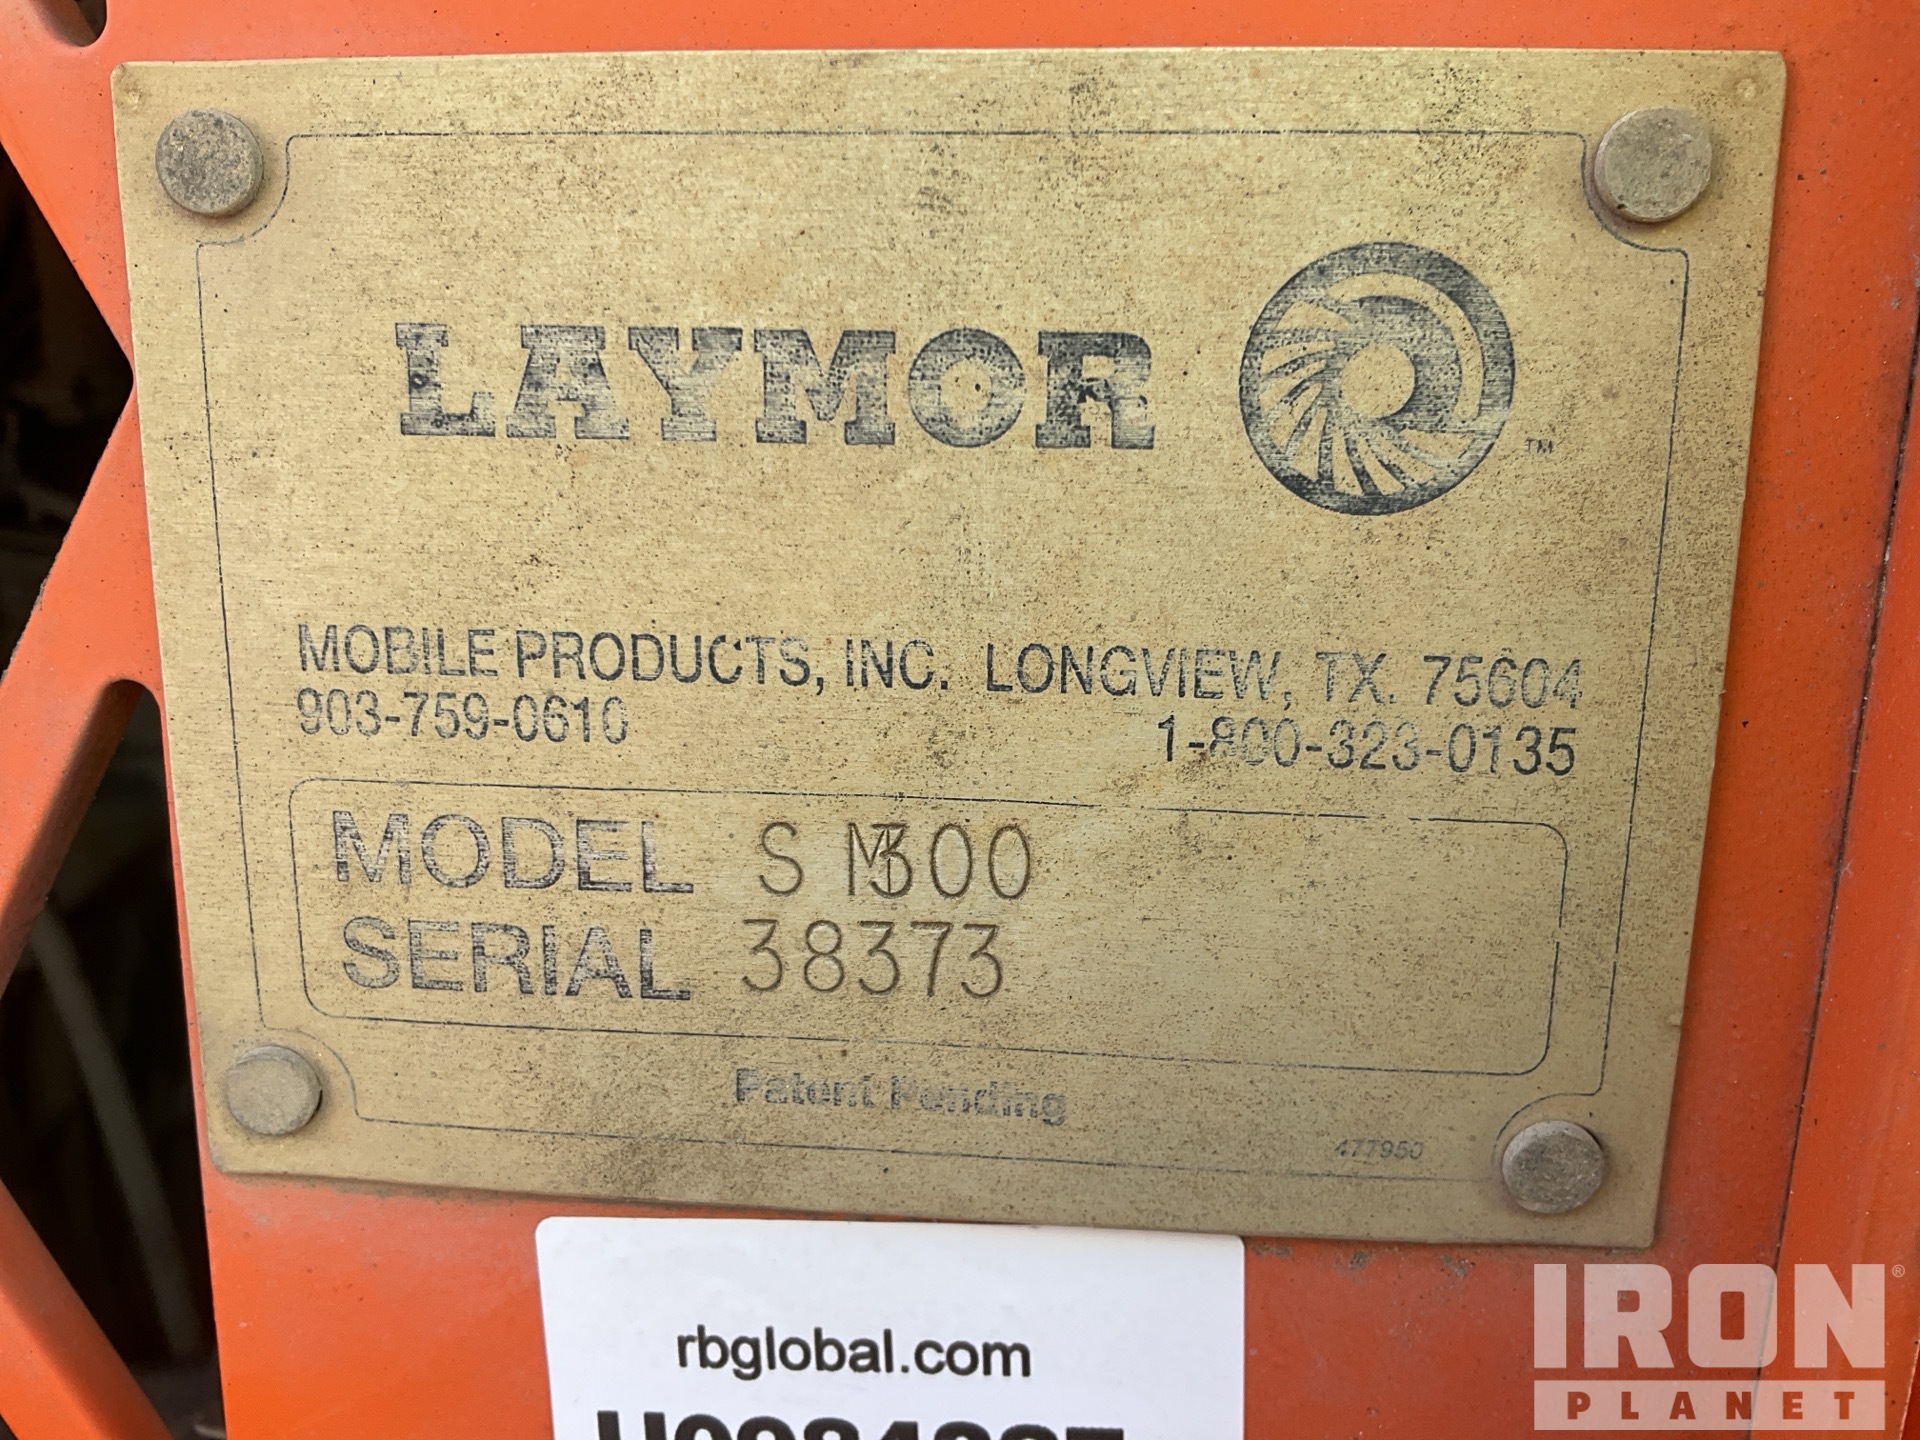 LAYMOR
TM
MOBILE PRODUCTS, INC. LONGVIEW, TX. 75604
903-759-0610 1-800-323-0135
MODEL SM300
SERIAL 38373
Patent Pending
477950
rbglobal.com
IRON®
PLANET